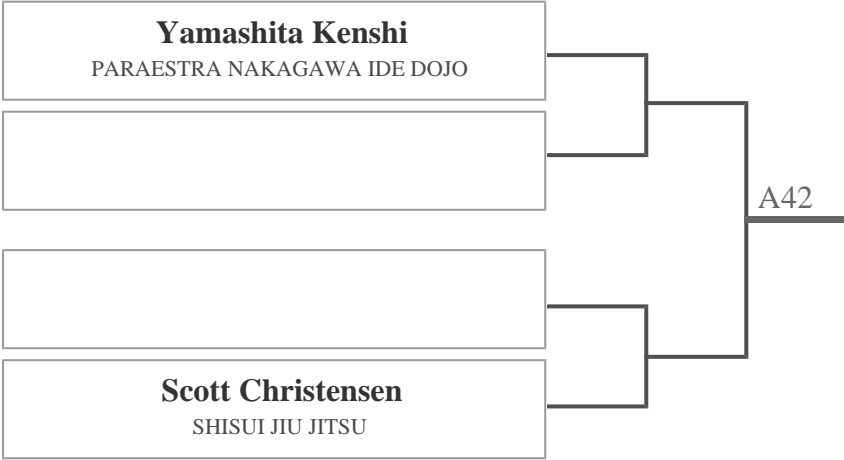 Yamashita Kenshi
PARAESTRA NAKAGAWA IDE DOJO
A42
Scott Christensen
SHISUI JIU JITSU